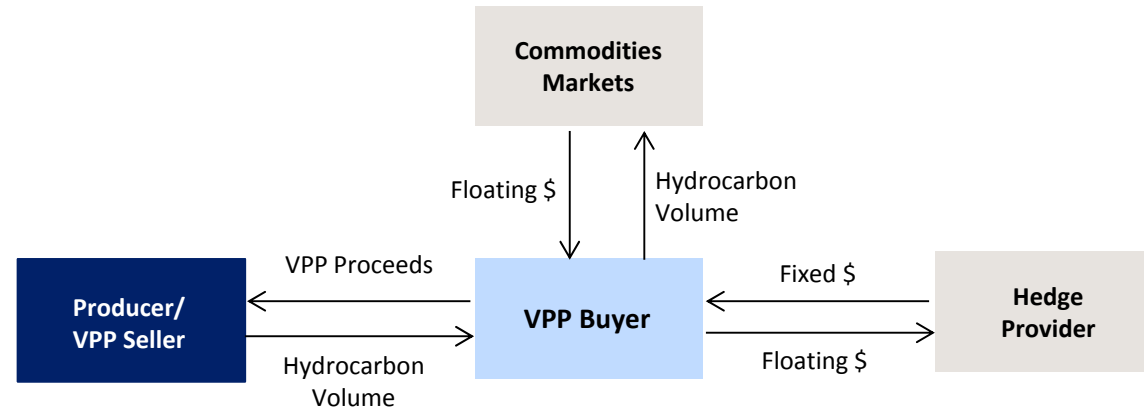 Commodities
Markets
Floating $
Hydrocarbon
Volume
VPP Proceeds
Fixed $
Producer/
VPP Seller
VPP Buyer
Hedge
Provider
Hydrocarbon
Volume
Floating $